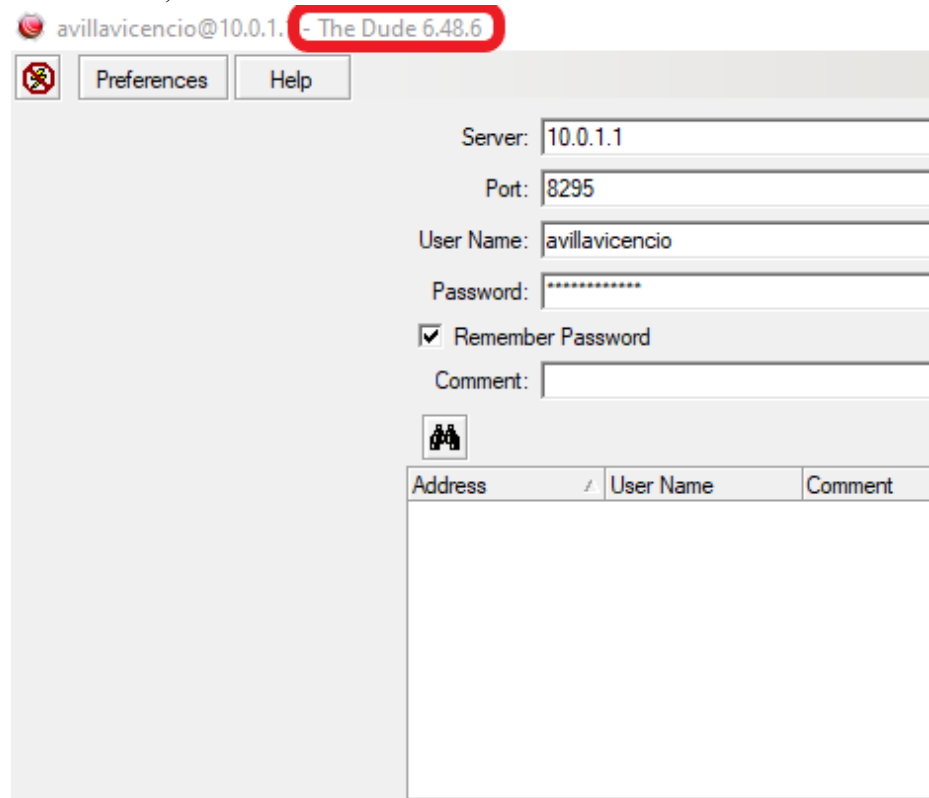 avillavicencio@10.0.1.1 - The Dude 6.48.6
Preferences Help
Server: 10.0.1.1
Port: 8295
User Name: avillavicencio
Password: ************
Remember Password
Comment:
Address User Name Comment